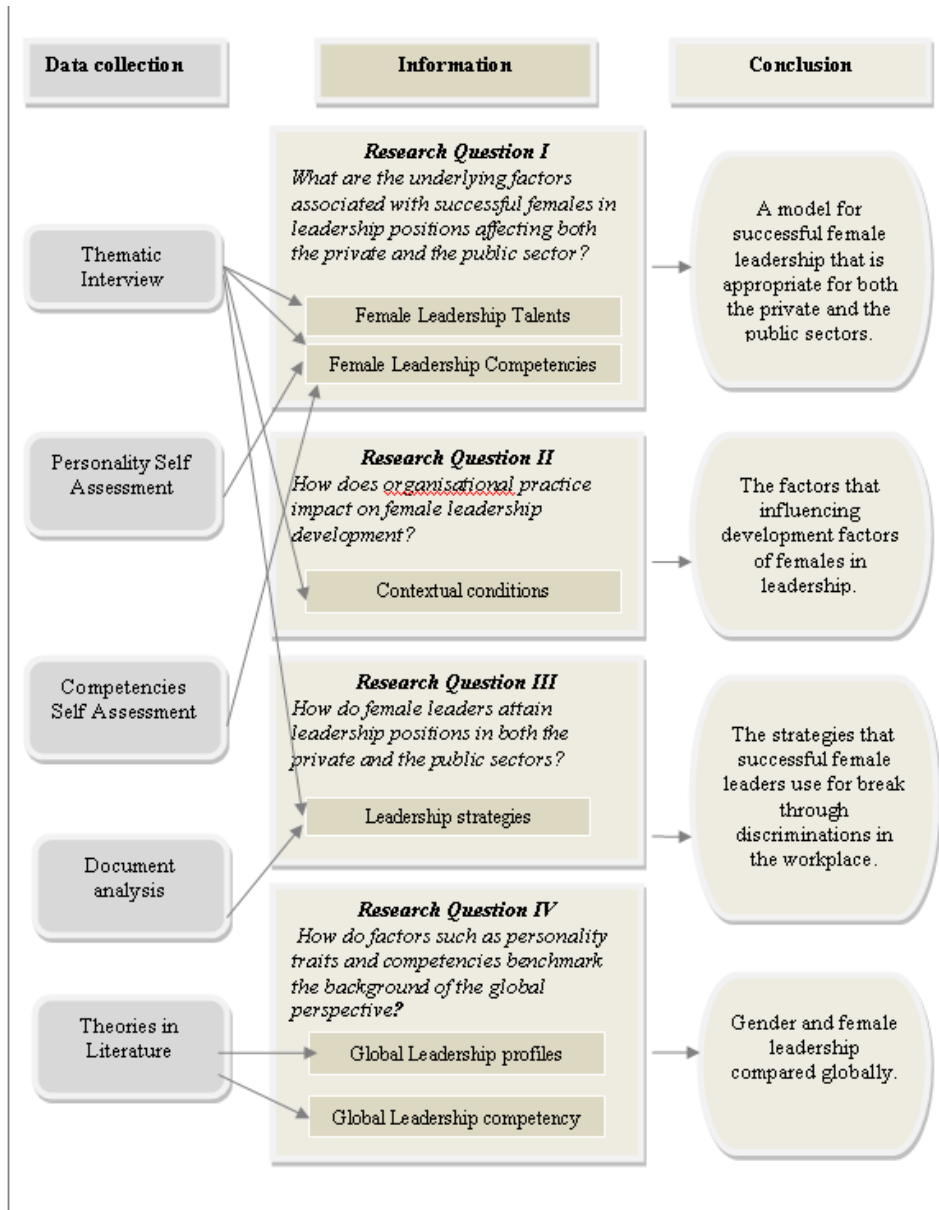 Data collection
Information
Conclusion
Thematic
Interview
Personality Self
Assessment
Competencies
Self Assessment
Document
analysis
Theories in
Literature
Research Question I
What are the underlying factors
associated with successful females in
leadership positions affecting both
the private and the public sector?
Female Leadership Talents
Female Leadership Competencies
Research Question II
How does organisational practice
impact on female leadership
development?
Contextual conditions
Research Question III
How do female leaders attain
leadership positions in both the
private and the public sectors?
Leadership strategies
Research Question IV
How do factors such as personality
traits and competencies benchmark
the background of the global
perspective?
Global Leadership profiles
Global Leadership competency
A model for
successful female
leadership that is
appropriate for both
the private and the
public sectors.
The factors that
influencing
development factors
of females in
leadership.
The strategies that
successful female
leaders use for break
through
discriminations in
the workplace.
Gender and female
leadership
compared globally.